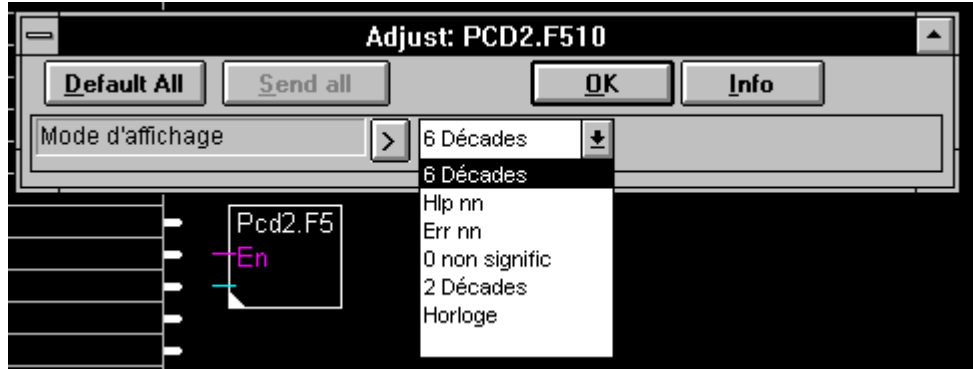 Adjust: PCD2.F510
Default All Send all OK Info
Mode d'affichage > 6 Décades
6 Décades
Hlp nn
Err nn
0 non signific
2 Décades
Horloge
Pcd2.F5
En